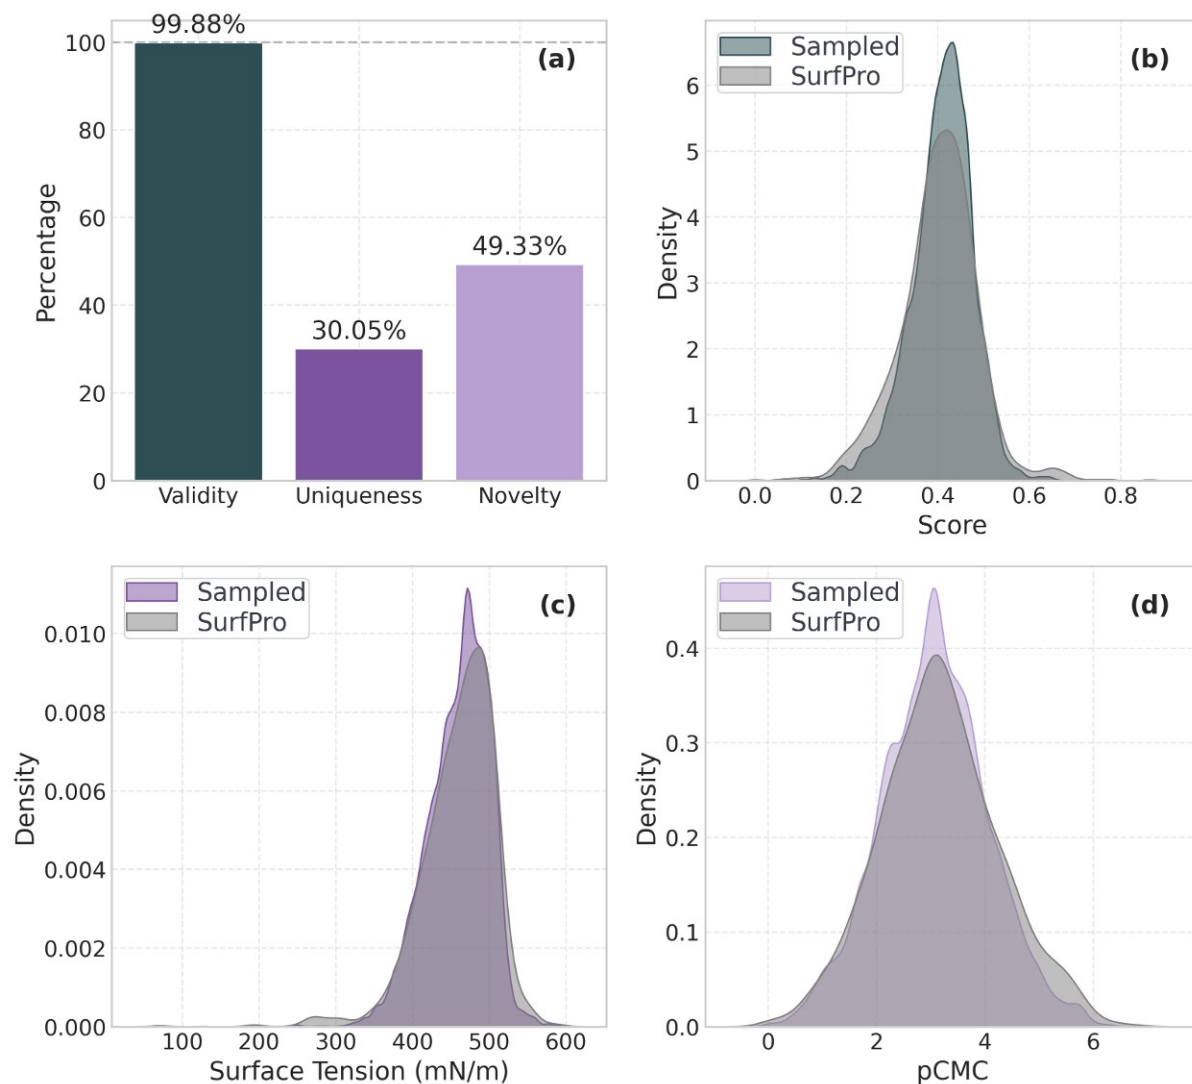 99.88%
100
(a)
80
60
49.33%
40
30.05%
20
0
Percentage
Validity
Uniqueness
Novelty
Sampled
SurfPro
(b)
6
5
4
3
2
1
0
Density
0.0 0.2 0.4 0.6 0.8
Score
Sampled
SurfPro
(c)
0.010
0.008
0.006
0.004
0.002
0.000
Density
100 200 300 400 500 600
Surface Tension (mN/m)
Sampled
SurfPro
(d)
0.4
0.3
0.2
0.1
0.0
Density
0 2 4 6
pCMC